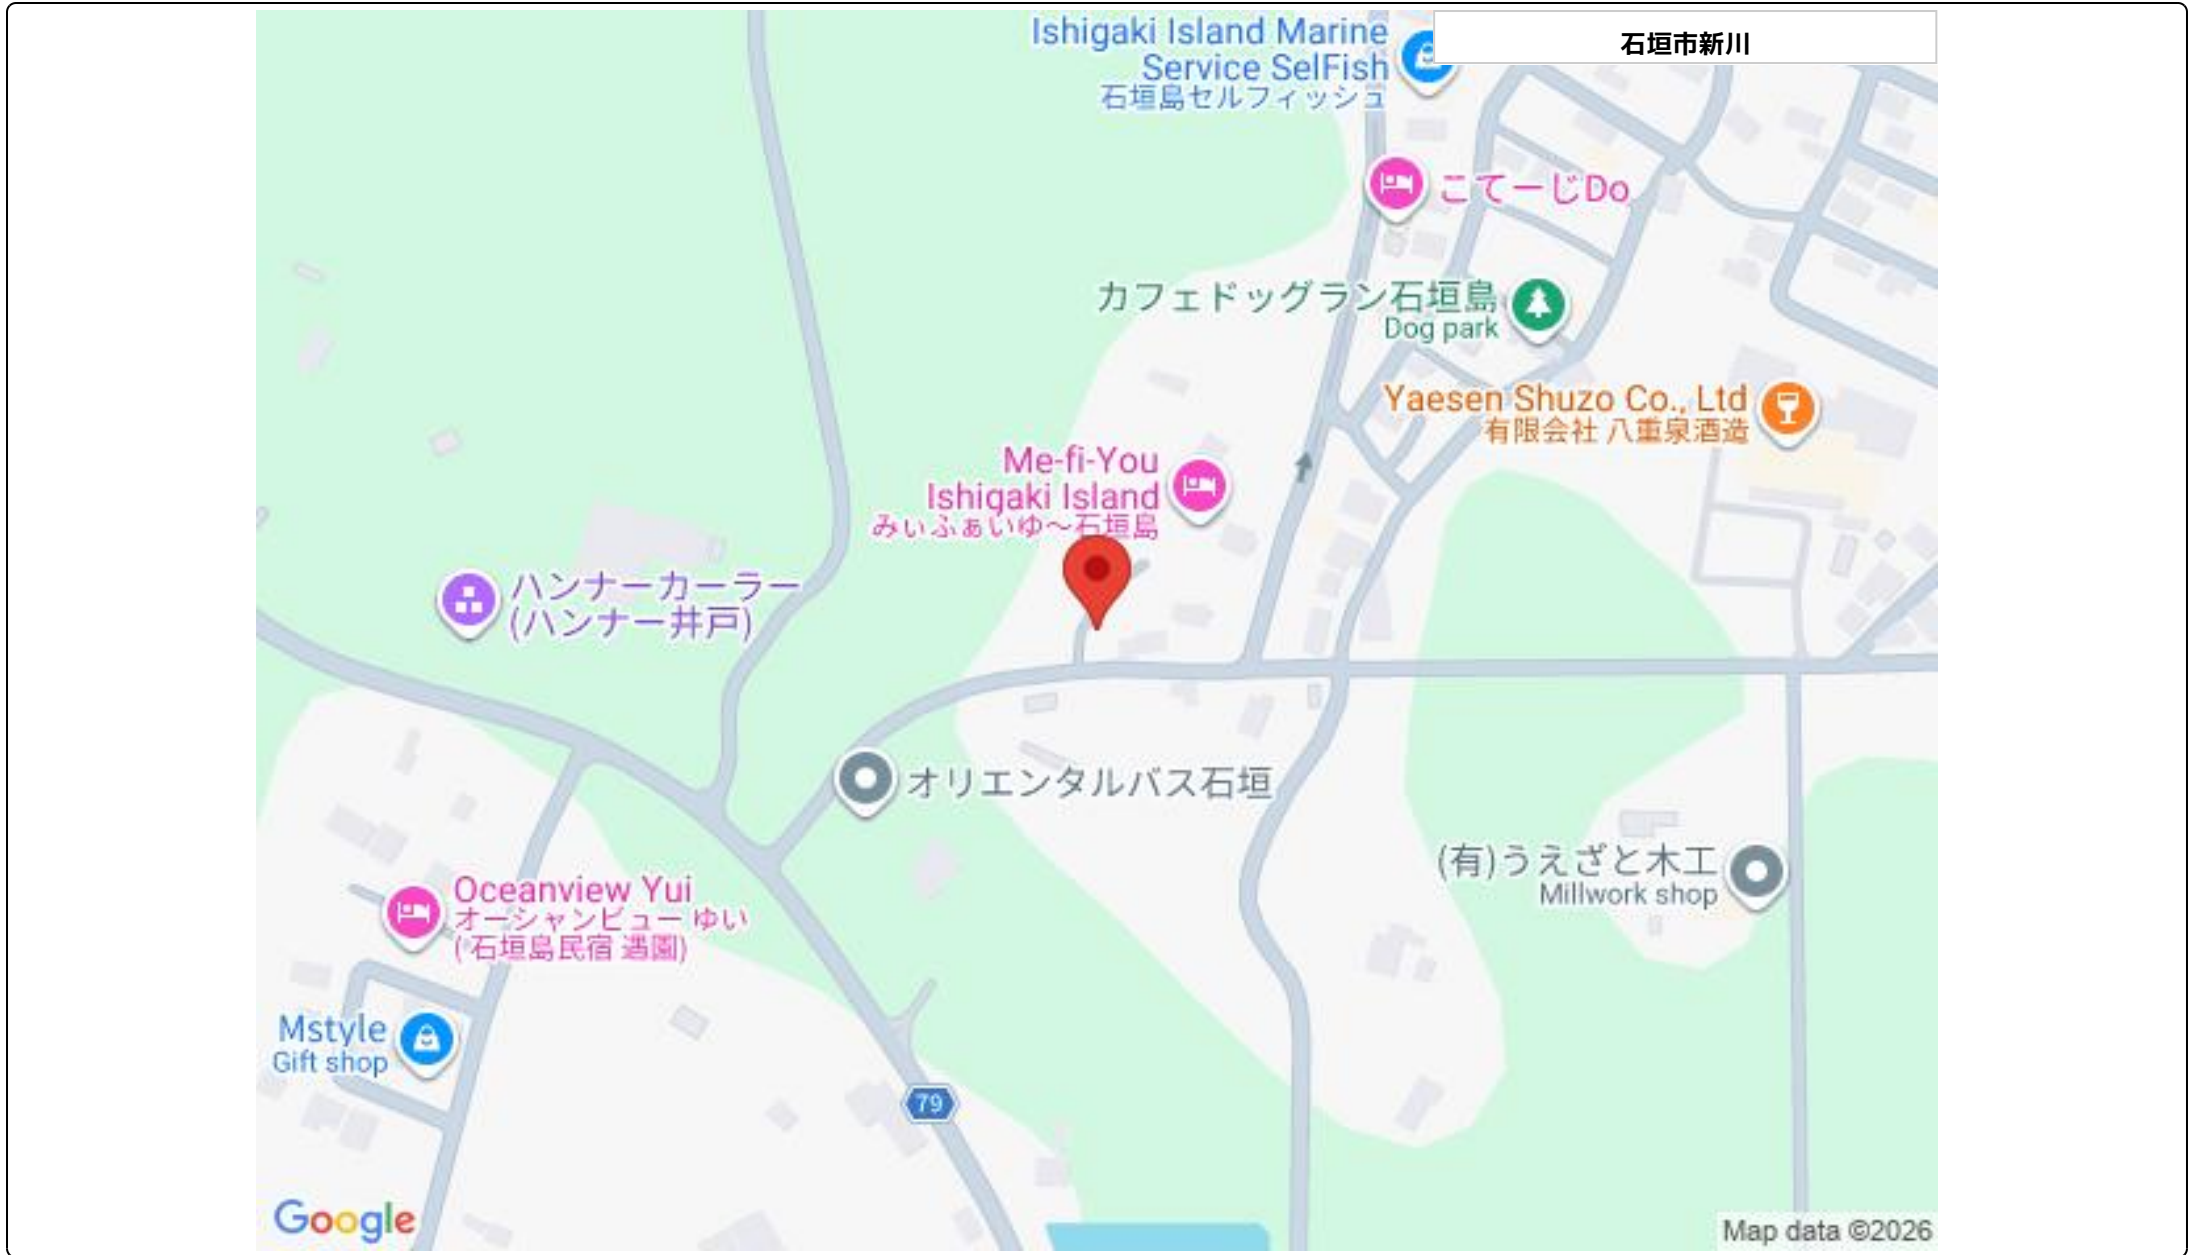 Ishigaki Island Marine
Service SelFish
石垣島セルフィッシュ
石垣市新川
こてーじDo
カフェドッグラン石垣島
Dog park
Yaesen Shuzo Co., Ltd
有限会社 八重泉酒造
Me-fi-You
Ishigaki Island
みぃふぁいゆ～石垣島
ハンナーカーラー
(ハンナー井戸)
オリエンタルバス石垣
(有)うえざと木工
Millwork shop
Oceanview Yui
オーシャンビュー ゆい
( 石垣島民宿 遇園)
Mstyle
Gift shop
79
Google
Map data ©2026